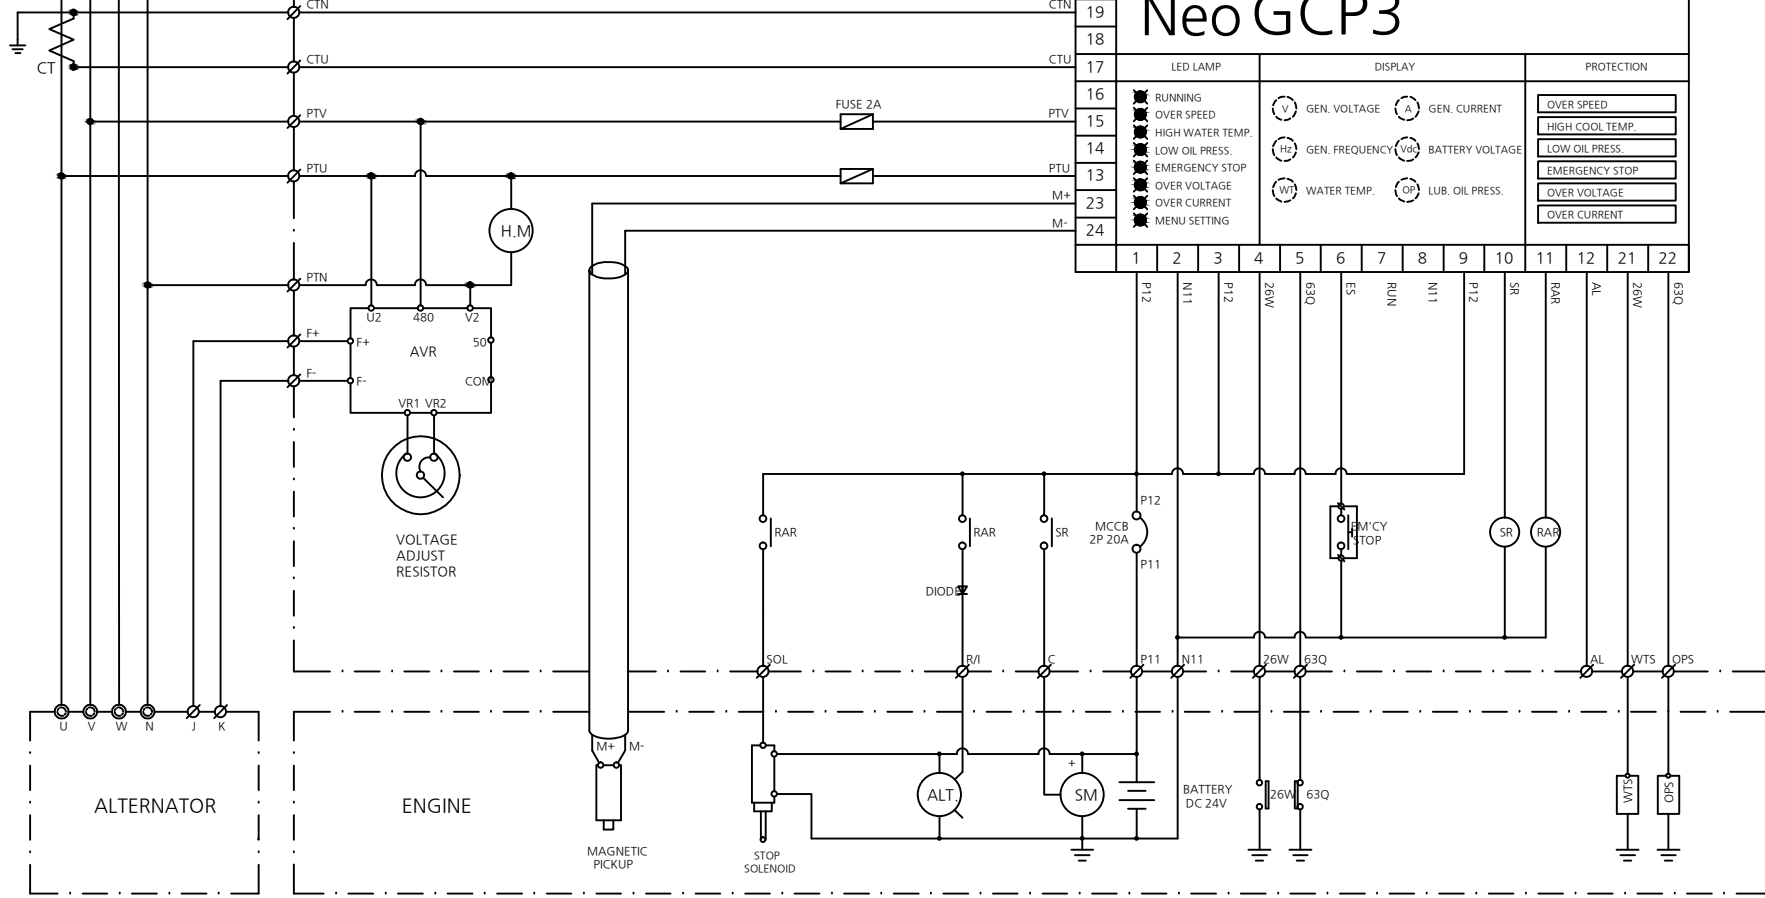 CTN
CTN
19
Neo GCP3
18
CT
CTU
CTU
17
LED LAMP
DISPLAY
PROTECTION
16
RUNNING
V
GEN. VOLTAGE
A
GEN. CURRENT
OVER SPEED
PTV
FUSE 2A
PTV
15
OVER SPEED
HIGH COOL TEMP.
HIGH WATER TEMP.
14
LOW OIL PRESS.
Hz
GEN. FREQUENCY
Vdc
BATTERY VOLTAGE
LOW OIL PRESS.
PTU
PTU
13
EMERGENCY STOP
EMERGENCY STOP
OVER VOLTAGE
WT
WATER TEMP.
OP
LUB. OIL PRESS.
OVER VOLTAGE
M+
23
OVER CURRENT
OVER CURRENT
M-
24
MENU SETTING
H.M
1
2
3
4
5
6
7
8
9
10
11
12
21
22
PTN
P12
N11
P12
26W
63Q
ES
RUN
N11
P12
SR
RAR
AL
26W
63Q
U2
480
V2
F+
F+
50
AVR
F-
F-
COM
VR1
VR2
VOLTAGE
ADJUST
RESISTOR
RAR
RAR
SR
P12
MCCB
2P 20A
P11
EM'CY
STOP
SR
RAR
DIODE
SOL
R/I
C
P11
N11
26W
63Q
AL
WTS
OPS
U
V
W
N
J
K
M+
M-
ALTERNATOR
ENGINE
ALT.
+
SM
BATTERY
DC 24V
26W
63Q
WTS
OPS
MAGNETIC
PICKUP
STOP
SOLENOID